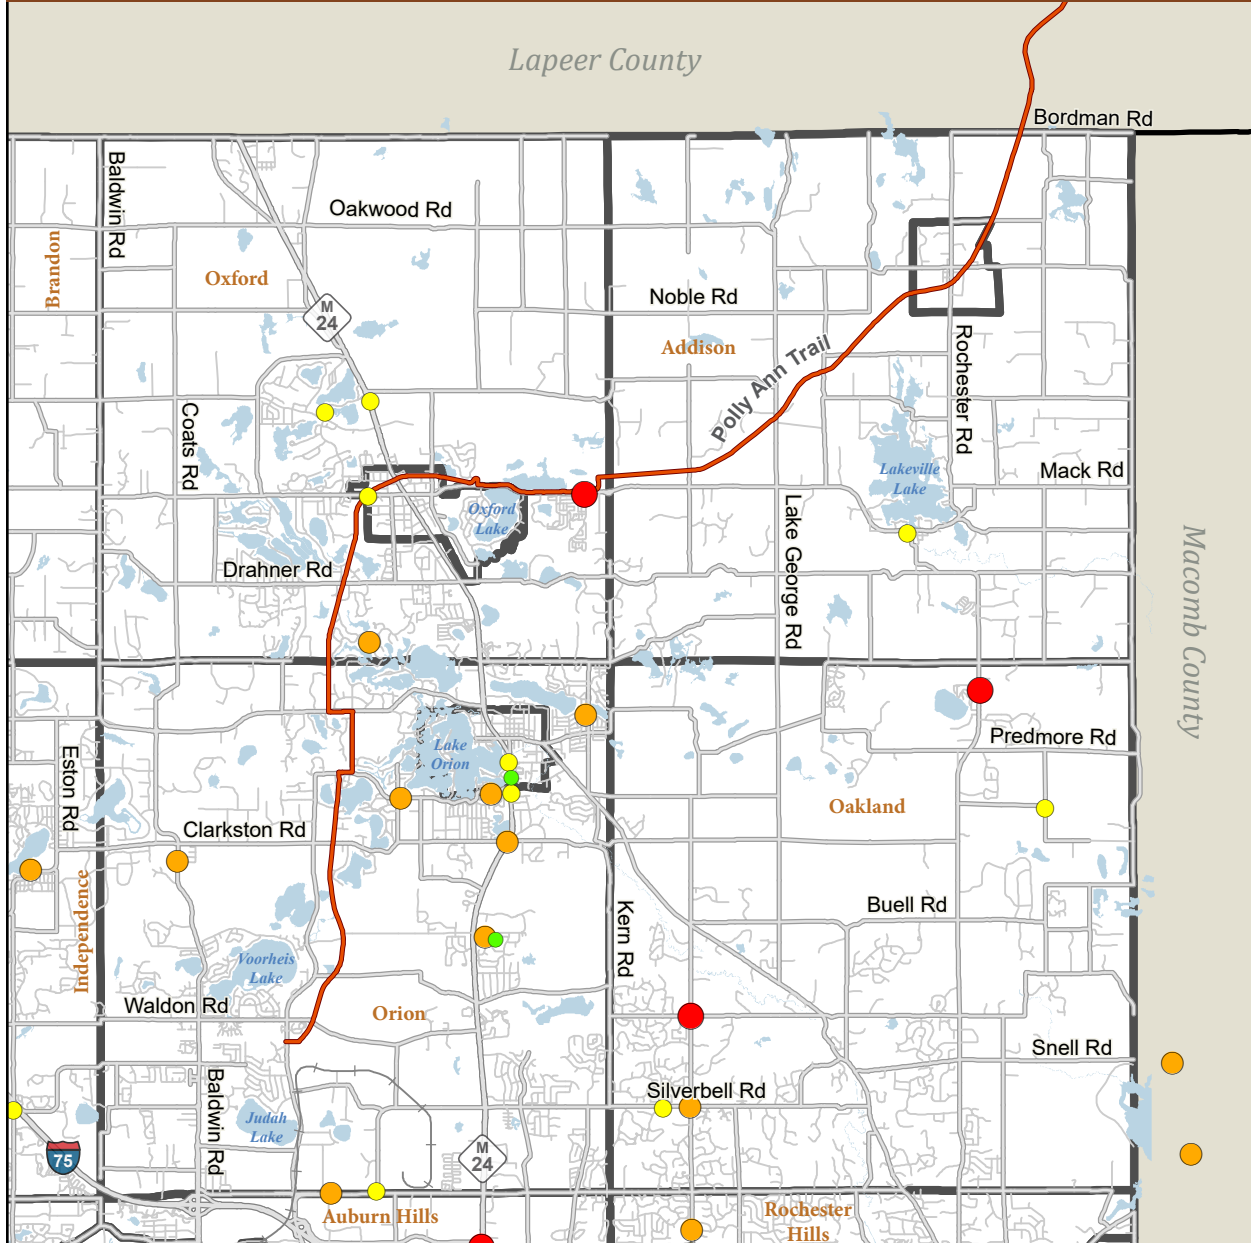 Lapeer County
Bordman Rd
Baldwin Rd
Oakwood Rd
Brandon
Oxford
Noble Rd
M
24
Addison
Polly Ann Trail
Rochester Rd
Coats Rd
Lakeville
Lake
Mack Rd
Oxford
Lake
Lake George Rd
Macomb County
Drahner Rd
Predmore Rd
Lake
Orion
Eston Rd
Oakland
Clarkston Rd
Independence
Kern Rd
Buell Rd
Voorheis
Lake
Waldon Rd
Orion
Snell Rd
Baldwin Rd
Silverbell Rd
Judah
Lake
75
M
24
Auburn Hills
Rochester
Hills